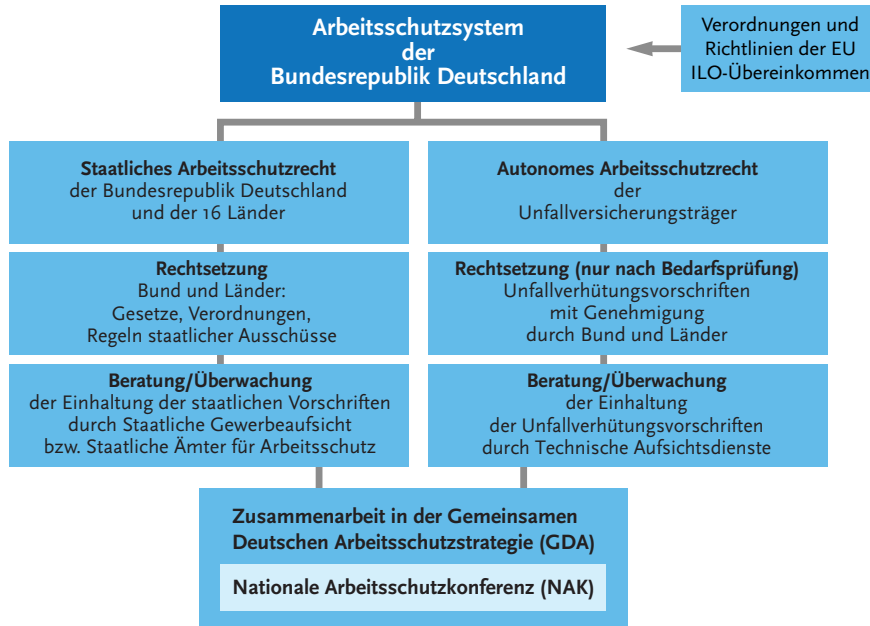 Arbeitsschutzsystem
der
Bundesrepublik Deutschland
Verordnungen und
Richtlinien der EU
ILO-Übereinkommen
Staatliches Arbeitsschutzrecht
der Bundesrepublik Deutschland
und der 16 Länder
Autonomes Arbeitsschutzrecht
der
Unfallversicherungsträger
Rechtsetzung
Bund und Länder:
Gesetze, Verordnungen,
Regeln staatlicher Ausschüsse
Rechtsetzung (nur nach Bedarfsprüfung)
Unfallverhütungsvorschriften
mit Genehmigung
durch Bund und Länder
Beratung/Überwachung
der Einhaltung der staatlichen Vorschriften
durch Staatliche Gewerbeaufsicht
bzw. Staatliche Ämter für Arbeitsschutz
Beratung/Überwachung
der Einhaltung
der Unfallverhütungsvorschriften
durch Technische Aufsichtsdienste
Zusammenarbeit in der Gemeinsamen
Deutschen Arbeitsschutzstrategie (GDA)
Nationale Arbeitsschutzkonferenz (NAK)